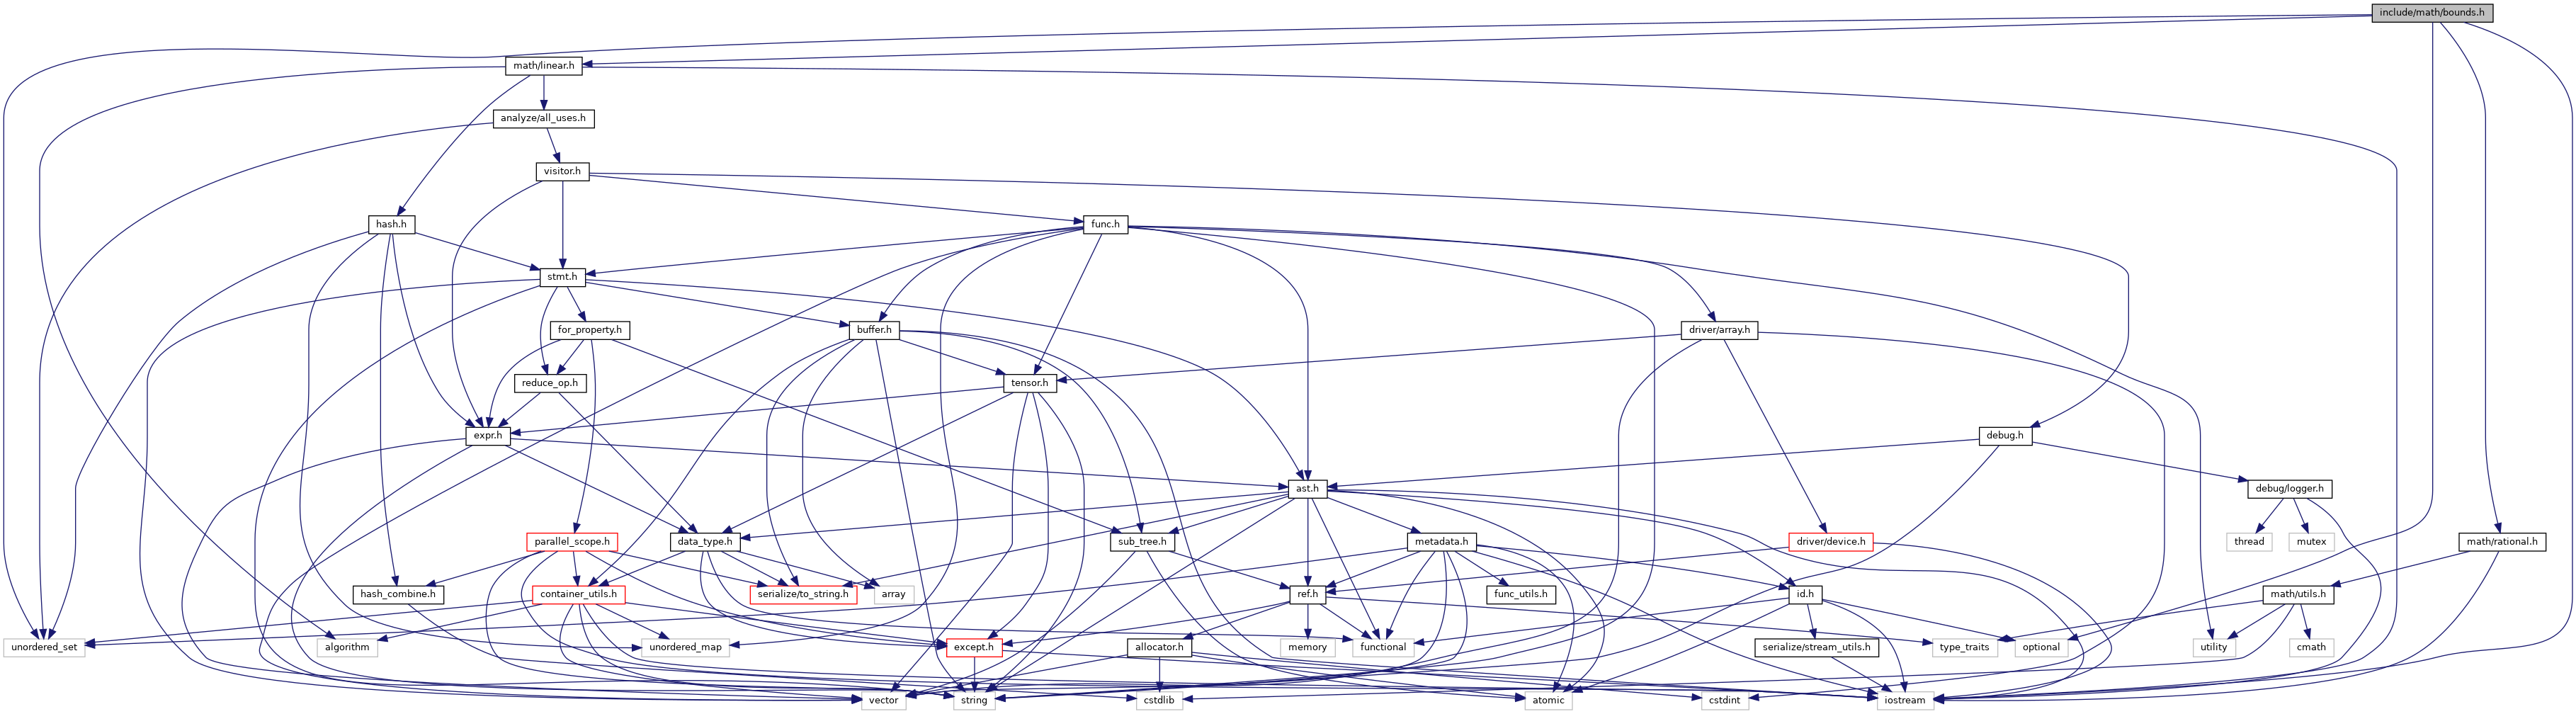 include/math/bounds.h
math/linear.h
analyze/all_uses.h
visitor.h
hash.h
func.h
stmt.h
for_property.h
buffer.h
driver/array.h
reduce_op.h
tensor.h
expr.h
debug.h
ast.h
debug/logger.h
parallel_scope.h
data_type.h
sub_tree.h
metadata.h
driver/device.h
thread
mutex
math/rational.h
hash_combine.h
container_utils.h
serialize/to_string.h
array
ref.h
func_utils.h
id.h
math/utils.h
unordered_set
algorithm
unordered_map
except.h
allocator.h
memory
functional
serialize/stream_utils.h
type_traits
optional
utility
cmath
vector
string
cstdlib
atomic
cstdint
iostream